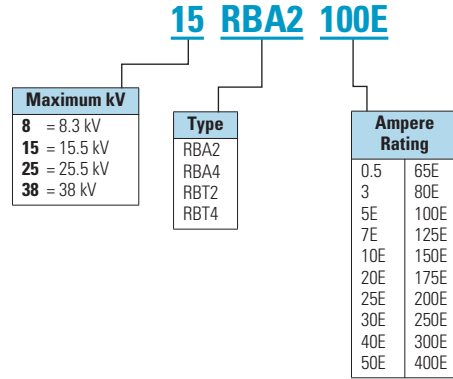 15 RBA2 100E
Maximum kV
8 = 8.3 kV
15 = 15.5 kV
25 = 25.5 kV
38 = 38 kV
Type
RBA2
RBA4
RBT2
RBT4
Ampere
Rating
0.5 65E
3 80E
5E 100E
7E 125E
10E 150E
20E 175E
25E 200E
30E 250E
40E 300E
50E 400E